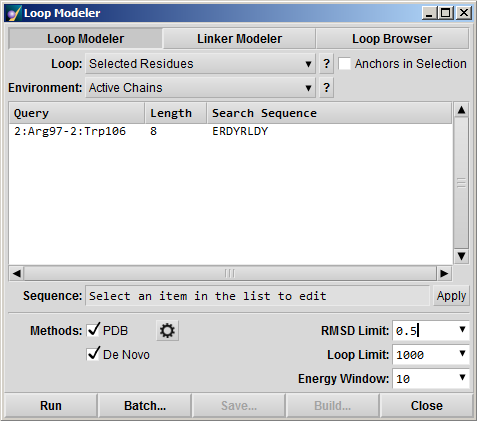 Loop Modeler
Loop Modeler Linker Modeler Loop Browser
Loop: Selected Residues ? Anchors in Selection
Environment: Active Chains ?
Query Length Search Sequence
2:Arg97-2:Trp106 8 ERDYRLDY
Sequence: Select an item in the list to edit Apply
Methods: PDB RMSD Limit: 0.5
De Novo Loop Limit: 1000
Energy Window: 10
Run Batch... Save... Build... Close